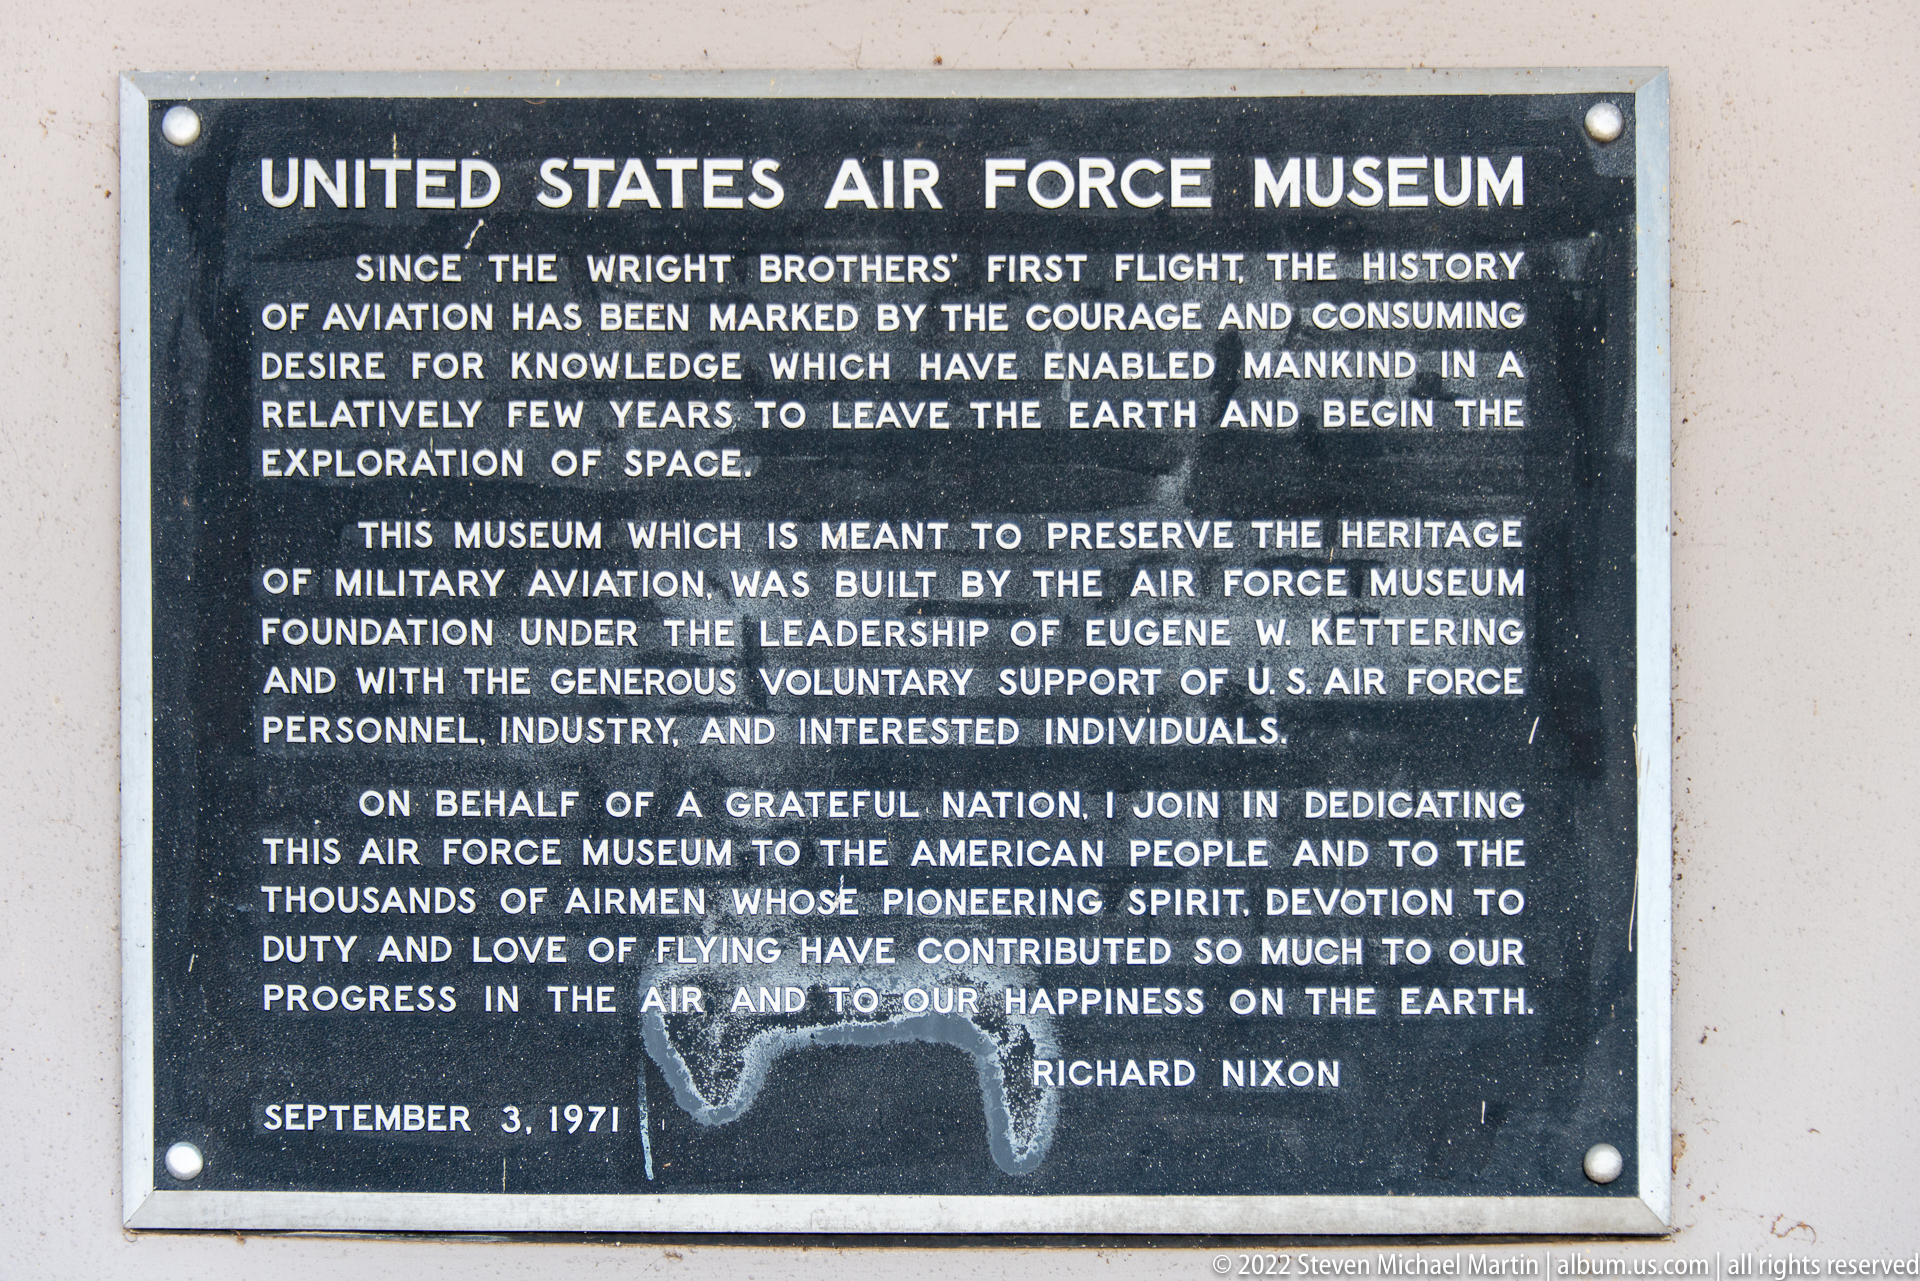 UNITED STATES AIR FORCE MUSEUM
SINCE THE WRIGHT BROTHERS' FIRST FLIGHT, THE HISTORY
OF AVIATION HAS BEEN MARKED BY THE COURAGE AND CONSUMING
DESIRE FOR KNOWLEDGE WHICH HAVE ENABLED MANKIND IN A
RELATIVELY FEW YEARS TO LEAVE THE EARTH AND BEGIN THE
EXPLORATION OF SPACE.
THIS MUSEUM WHICH IS MEANT TO PRESERVE THE HERITAGE
OF MILITARY AVIATION, WAS BUILT BY THE AIR FORCE MUSEUM
FOUNDATION UNDER THE LEADERSHIP OF EUGENE W. KETTERING
AND WITH THE GENEROUS VOLUNTARY SUPPORT OF U.S. AIR FORCE
PERSONNEL, INDUSTRY, AND INTERESTED INDIVIDUALS.
ON BEHALF OF A GRATEFUL NATION, I JOIN IN DEDICATING
THIS AIR FORCE MUSEUM TO THE AMERICAN PEOPLE AND TO THE
THOUSANDS OF AIRMEN WHOSE PIONEERING SPIRIT, DEVOTION TO
DUTY AND LOVE OF FLYING HAVE CONTRIBUTED SO MUCH TO OUR
PROGRESS IN THE AIR AND TO OUR HAPPINESS ON THE EARTH.
RICHARD NIXON
SEPTEMBER 3, 1971
© 2022 Steven Michael Martin | album.us.com | all rights reserved